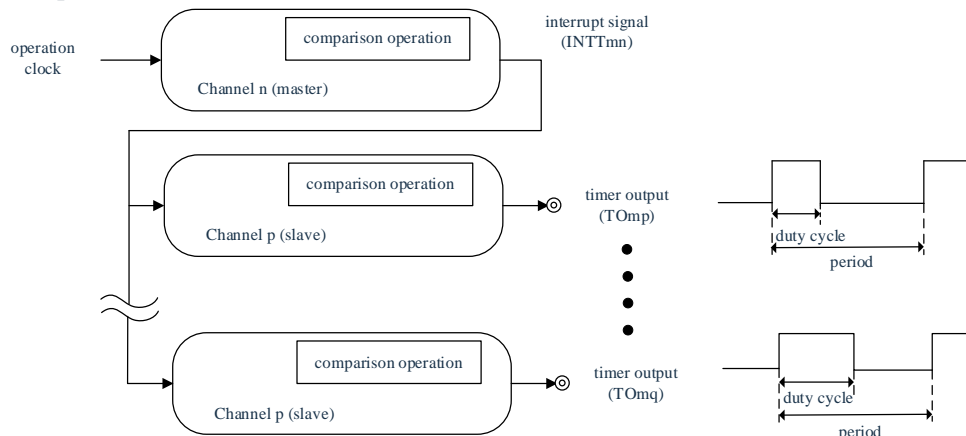 comparison operation
interrupt signal
(INTTmn)
operation
clock
Channel n (master)
comparison operation
timer output
(TOmp)
Channel p (slave)
duty cycle
period
comparison operation
timer output
(TOmq)
Channel p (slave)
duty cycle
period